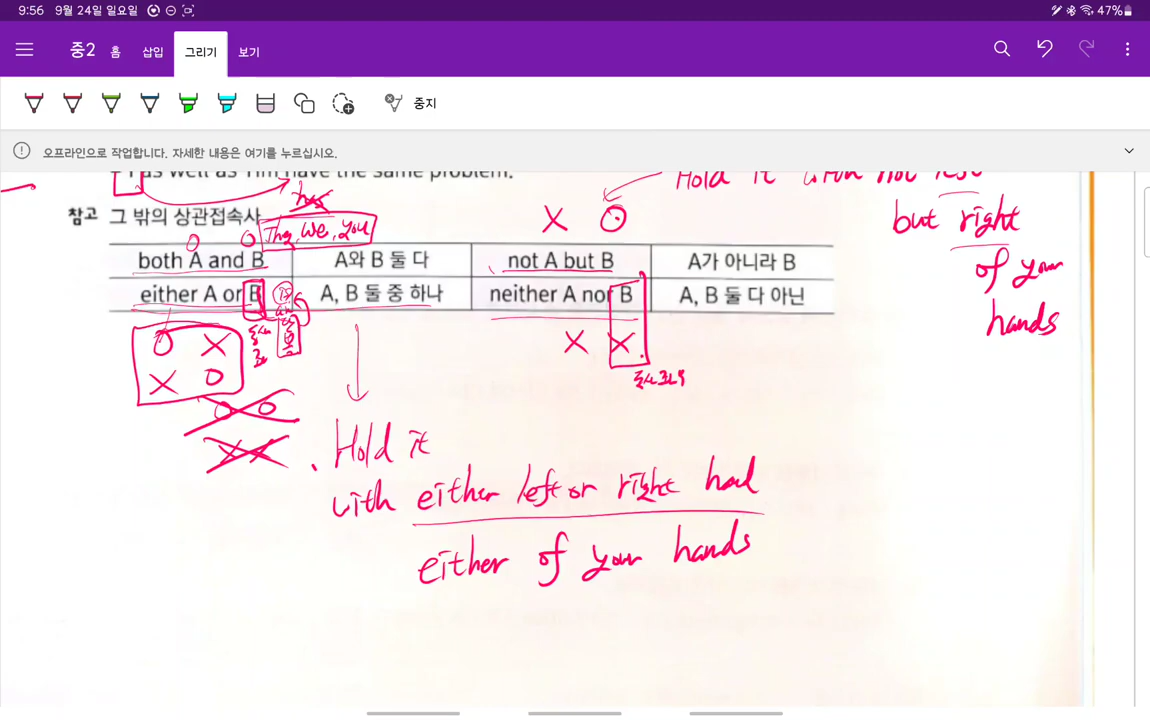 9:56 9월 24일 일요일 47%
중2 홈 삽입 그리기 보기
중지
오프라인으로 작업합니다. 자세한 내용은 여기를 누르십시오.
I as well as Tim have the same problem.
has
참고 그 밖의 상관접속사
They, We, You
O O
X O
both A and B A와 B 둘 다 not A but B A가 아니라 B
either A or B A, B 둘 중 하나 neither A nor B A, B 둘 다 아닌
Hold it with not left
but right
of your
hands
O X
X O
O O
X X
X X
Hold it
with either left or right hand
either of your hands